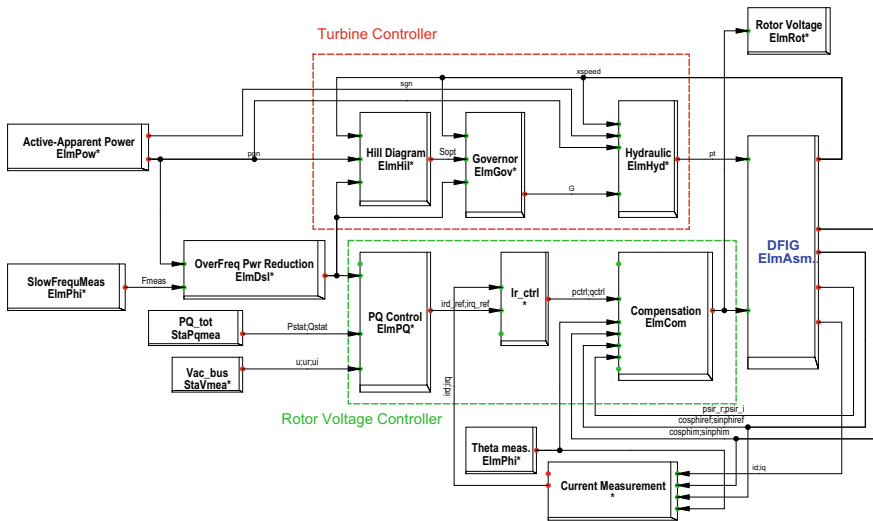 Rotor Voltage
ElmRot*
Turbine Controller
xspeed
sgn
Active-Apparent Power
ElmPow*
pgn
Hill Diagram
ElmHil*
Sopt
Governor
ElmGov*
Hydraulic
ElmHyd*
pt
G
DFIG
ElmAsm..
OverFreq Pwr Reduction
ElmDsl*
SlowFrequMeas
ElmPhi*
Fmeas
PQ Control
ElmPQ*
ird_ref;irq_ref
Ir_ctrl
*
pctrl;qctrl
Compensation
ElmCom
PQ_tot
StaPqmea
Pstat;Qstat
Vac_bus
StaVmea*
u;ur;ui
ird;irq
Rotor Voltage Controller
psir_r;psir_i
cosphiref;sinphiref
cosphim;sinphim
Theta meas.
ElmPhi*
id;iq
Current Measurement
*